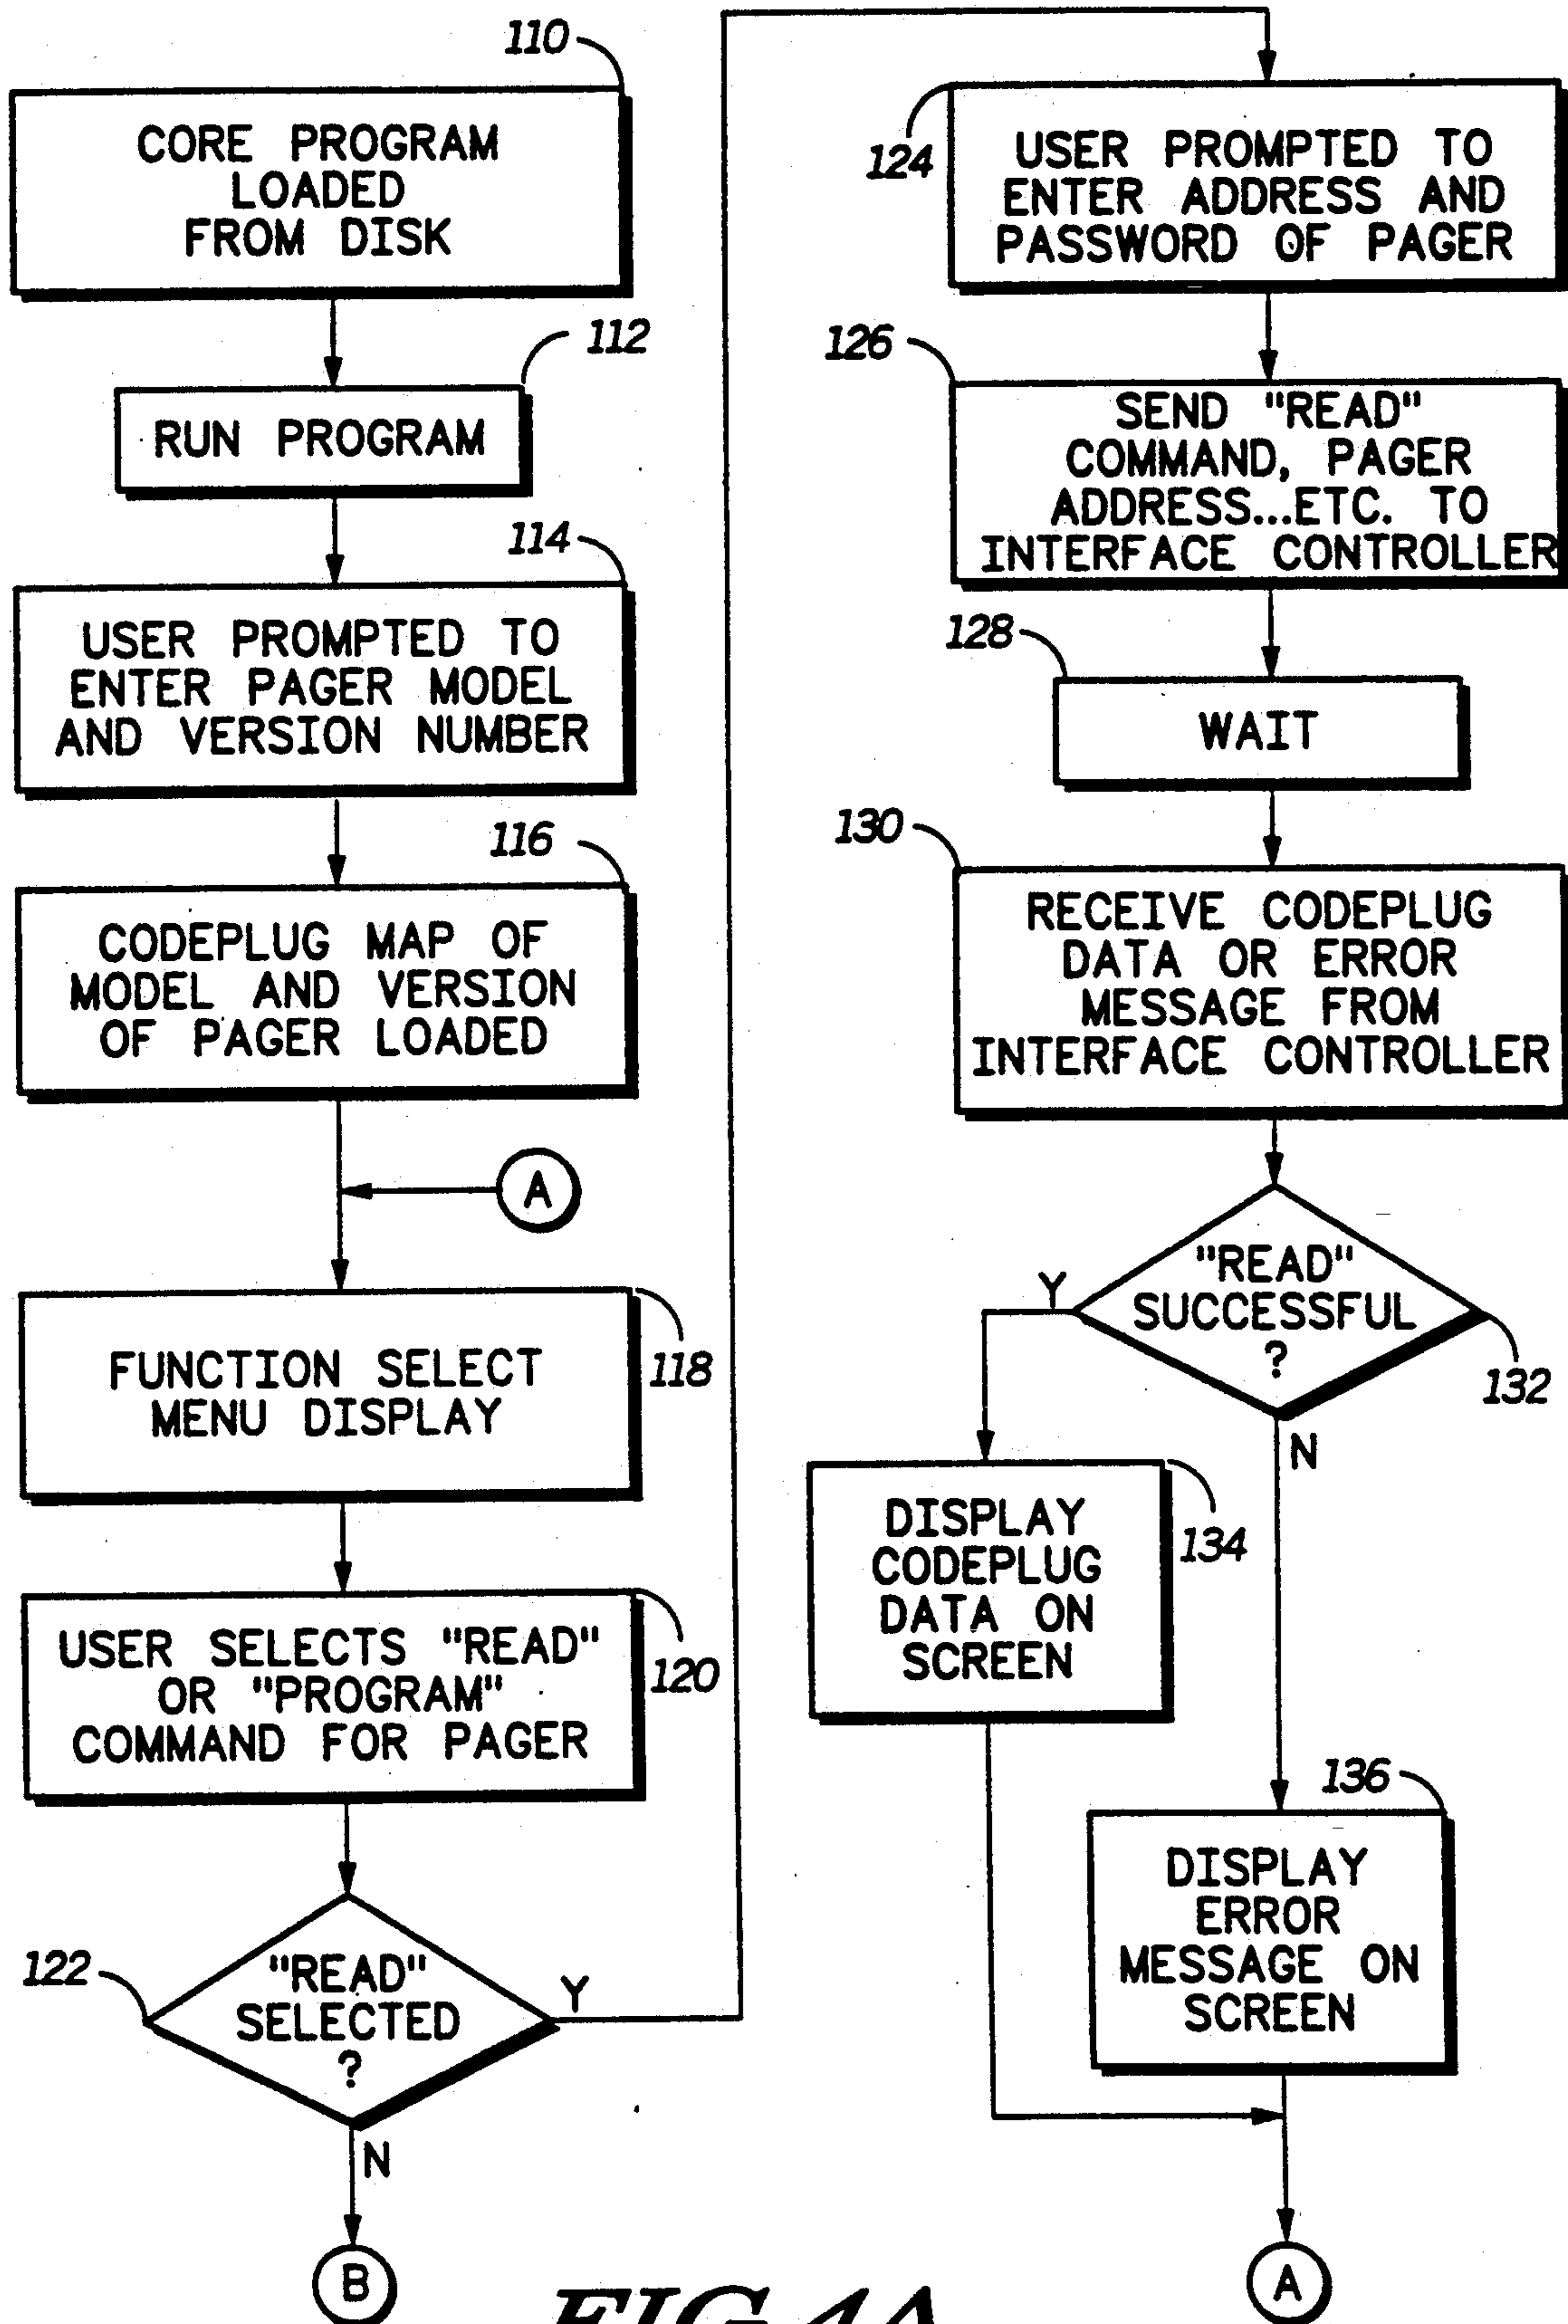 110
CORE PROGRAM
LOADED
FROM DISK
112
RUN PROGRAM
114
USER PROMPTED TO
ENTER PAGER MODEL
AND VERSION NUMBER
116
CODEPLUG MAP OF
MODEL AND VERSION
OF PAGER LOADED
A
118
FUNCTION SELECT
MENU DISPLAY
120
USER SELECTS "READ"
OR "PROGRAM"
COMMAND FOR PAGER
122
"READ"
SELECTED
?
Y
N
B
124
USER PROMPTED TO
ENTER ADDRESS AND
PASSWORD OF PAGER
126
SEND "READ"
COMMAND, PAGER
ADDRESS...ETC. TO
INTERFACE CONTROLLER
128
WAIT
130
RECEIVE CODEPLUG
DATA OR ERROR
MESSAGE FROM
INTERFACE CONTROLLER
"READ"
SUCCESSFUL
?
132
Y
N
134
DISPLAY
CODEPLUG
DATA ON
SCREEN
136
DISPLAY
ERROR
MESSAGE ON
SCREEN
A
FIG.4A